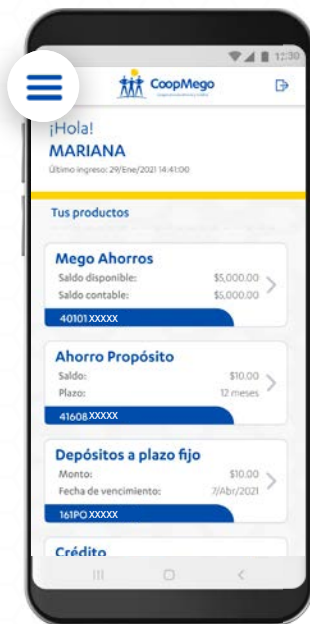 12:30
CoopMego
¡Hola!
MARIANA
Último ingreso: 29/Ene/2021 14:41:00
Tus productos
Mego Ahorros
Saldo disponible: $5,000.00
Saldo contable: $5,000.00
40101XXXXX
Ahorro Propósito
Saldo: $10.00
Plazo: 12 meses
41608XXXXX
Depósitos a plazo fijo
Monto: $10.00
Fecha de vencimiento: 7/Abr/2021
161PO XXXXX
Crédito